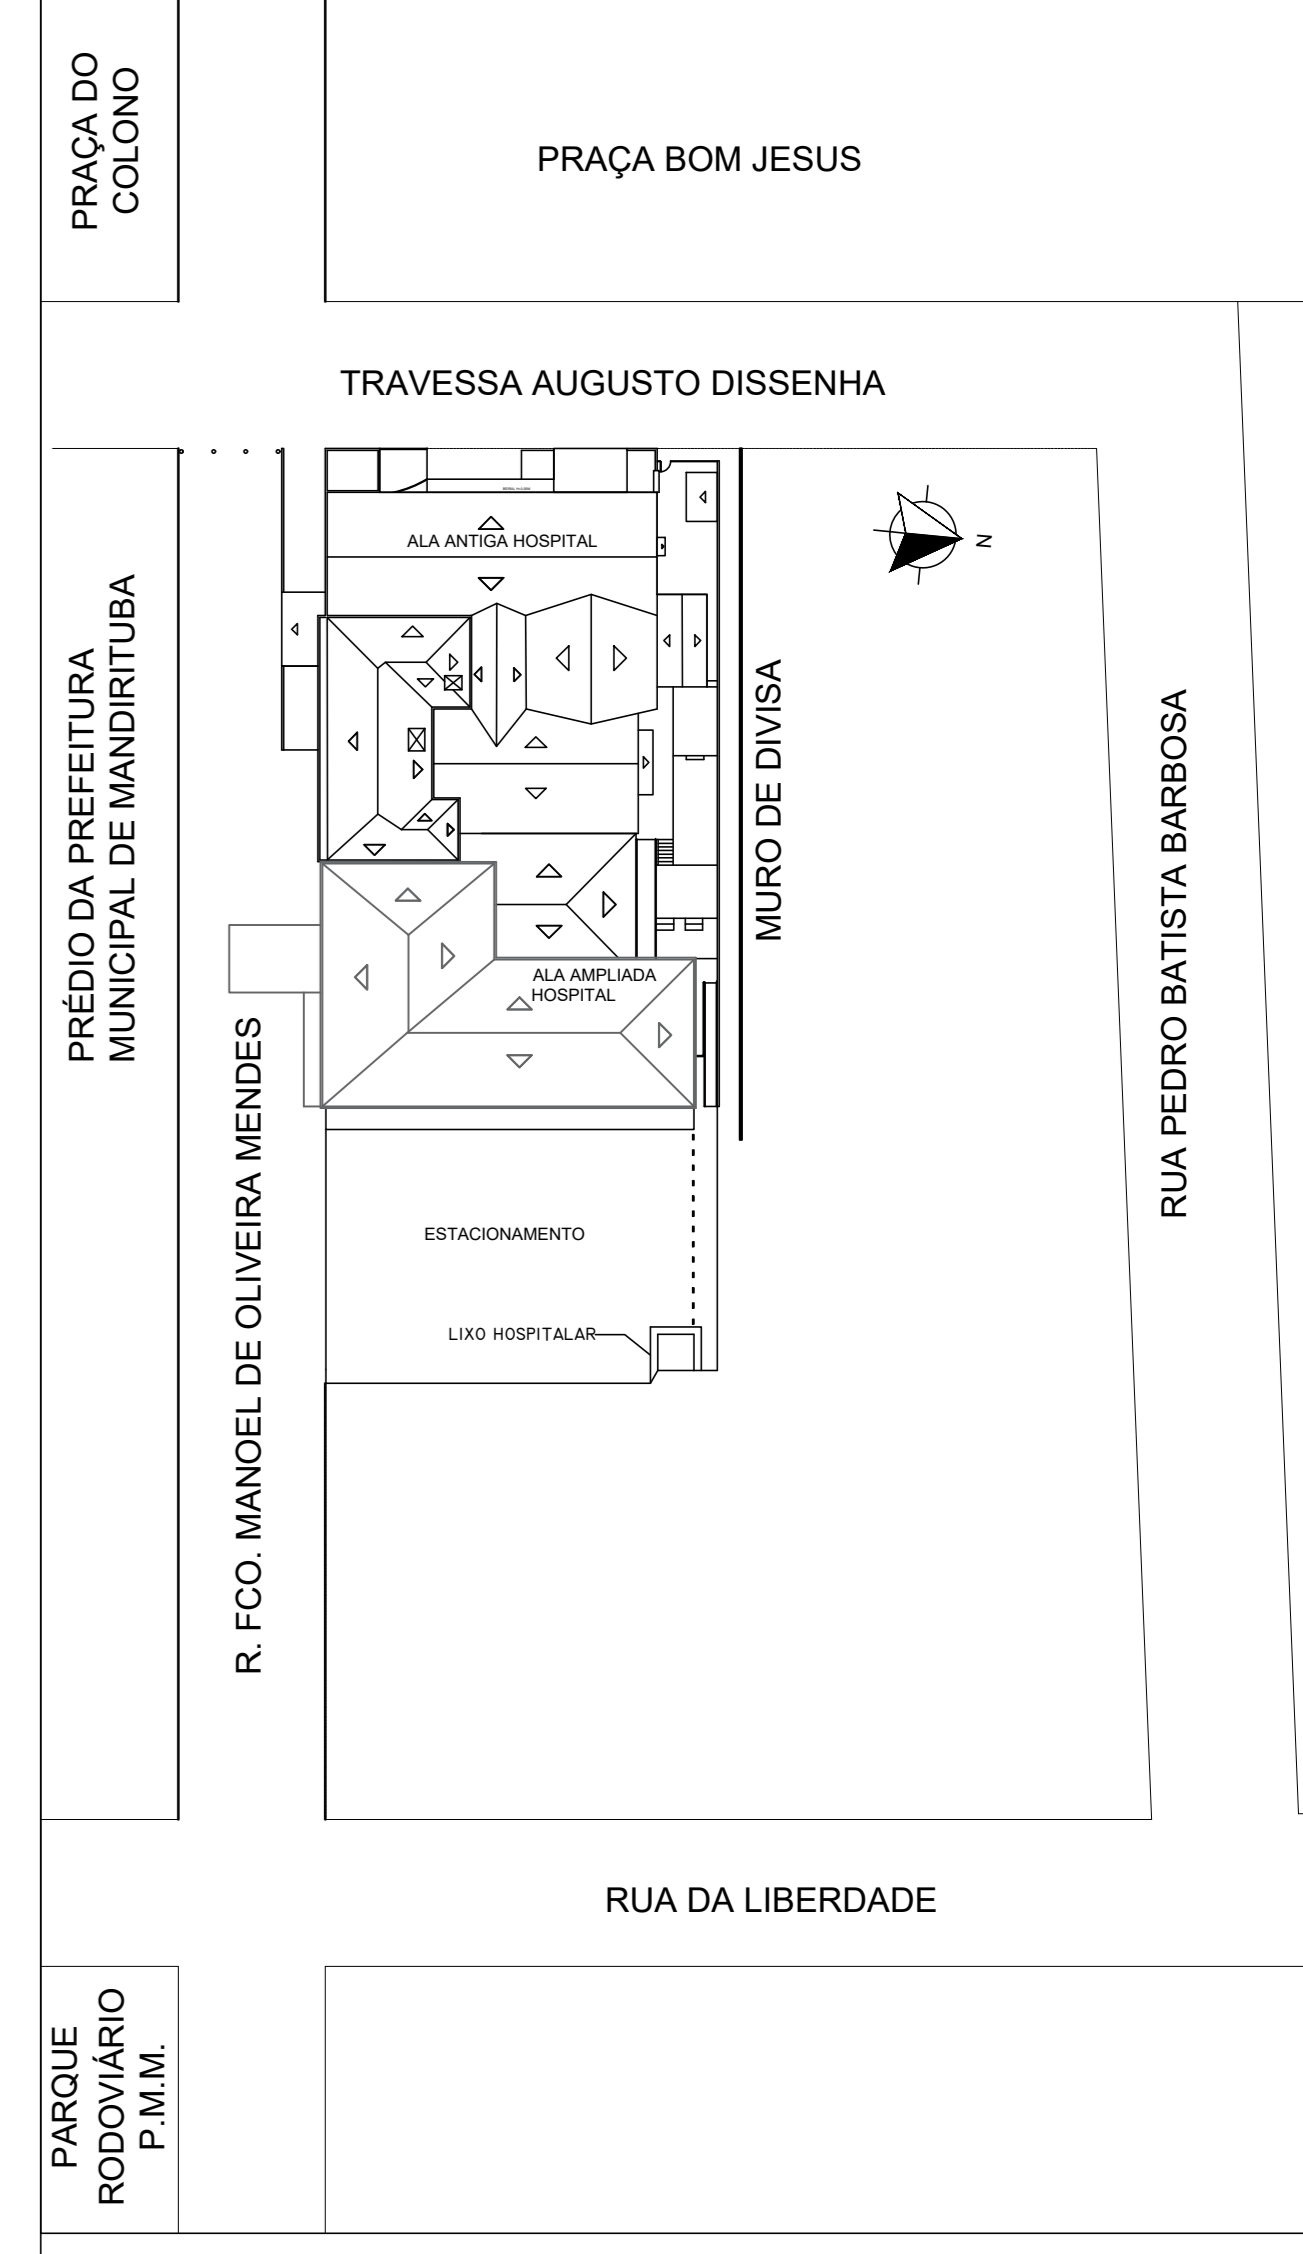 PRAÇA DO
COLONO
PRAÇA BOM JESUS
TRAVESSA AUGUSTO DISSENHA
ALA ANTIGA HOSPITAL
N
PRÉDIO DA PREFEITURA
MUNICIPAL DE MANDIRITUBA
MURO DE DIVISA
RUA PEDRO BATISTA BARBOSA
ALA AMPLIADA
HOSPITAL
R. FCO. MANOEL DE OLIVEIRA MENDES
ESTACIONAMENTO
LIXO HOSPITALAR
RUA DA LIBERDADE
PARQUE
RODOVIÁRIO
P.M.M.